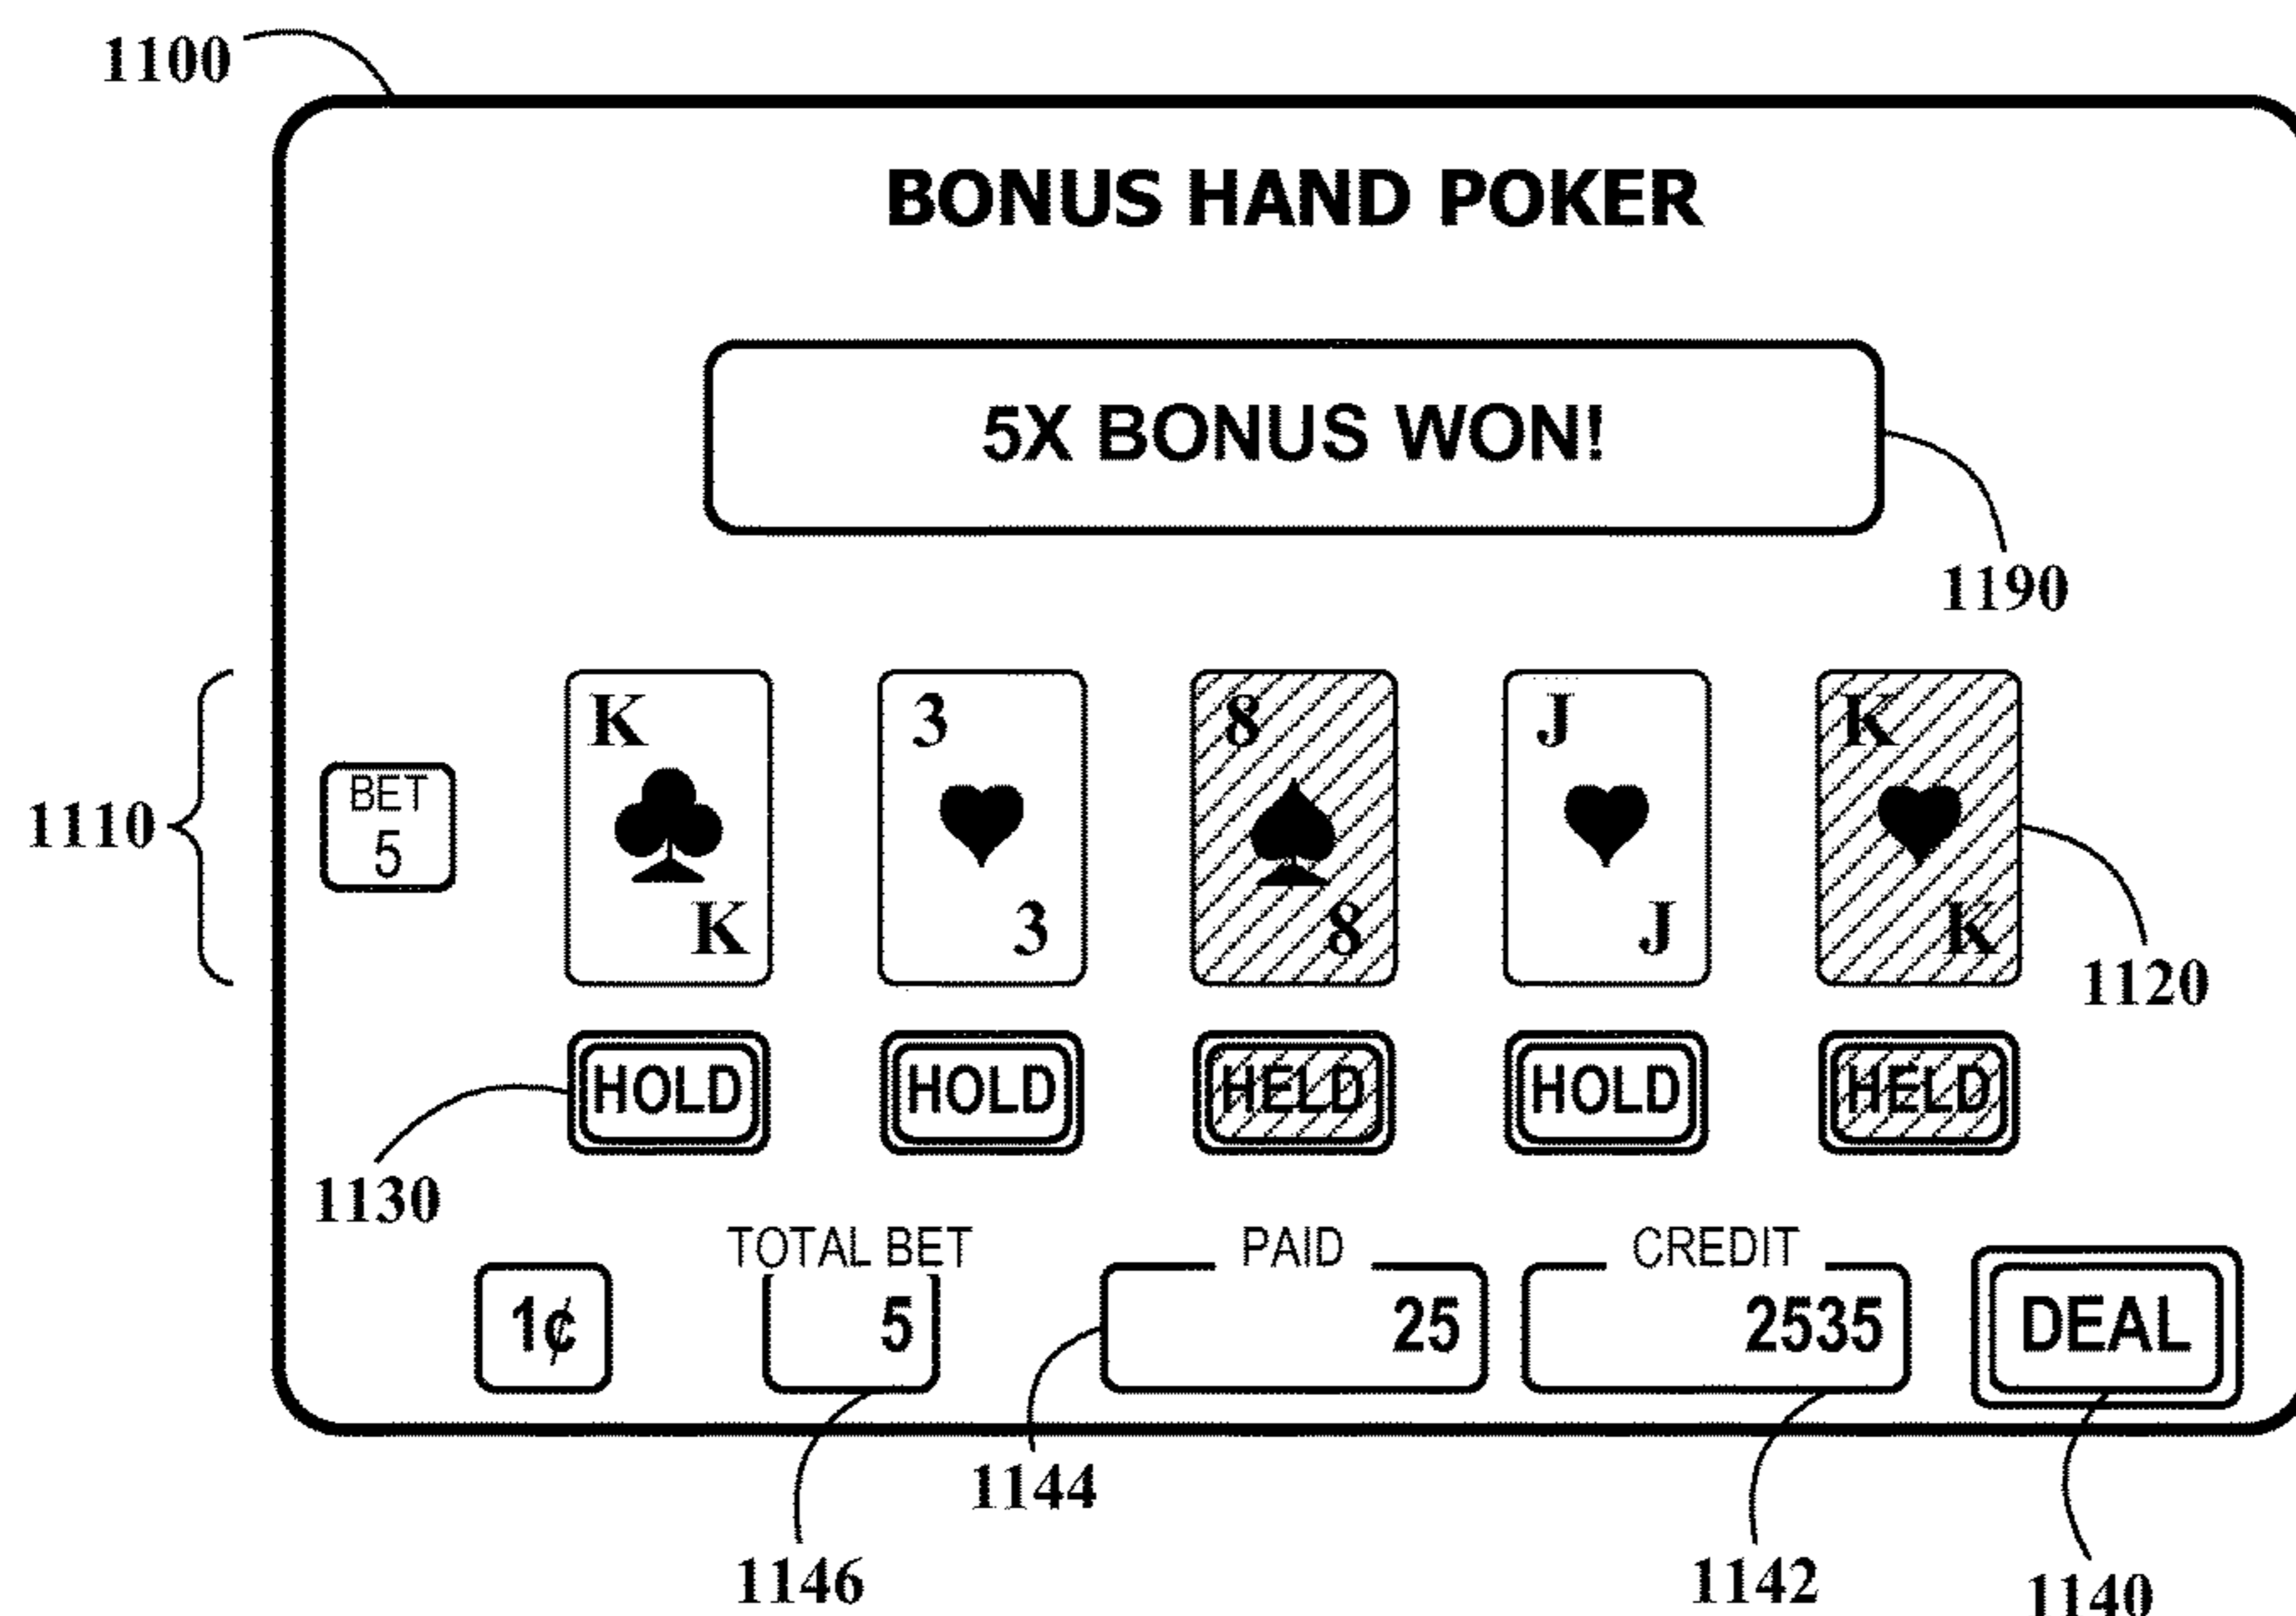 1100
BONUS HAND POKER
5X BONUS WON!
1190
K 3 8 J K
BET
5
1110
K 3 8 J K
1120
HOLD HOLD HELD HOLD HELD
1130
TOTAL BET PAID CREDIT
1¢ 5 25 2535 DEAL
1144
1146 1142 1140